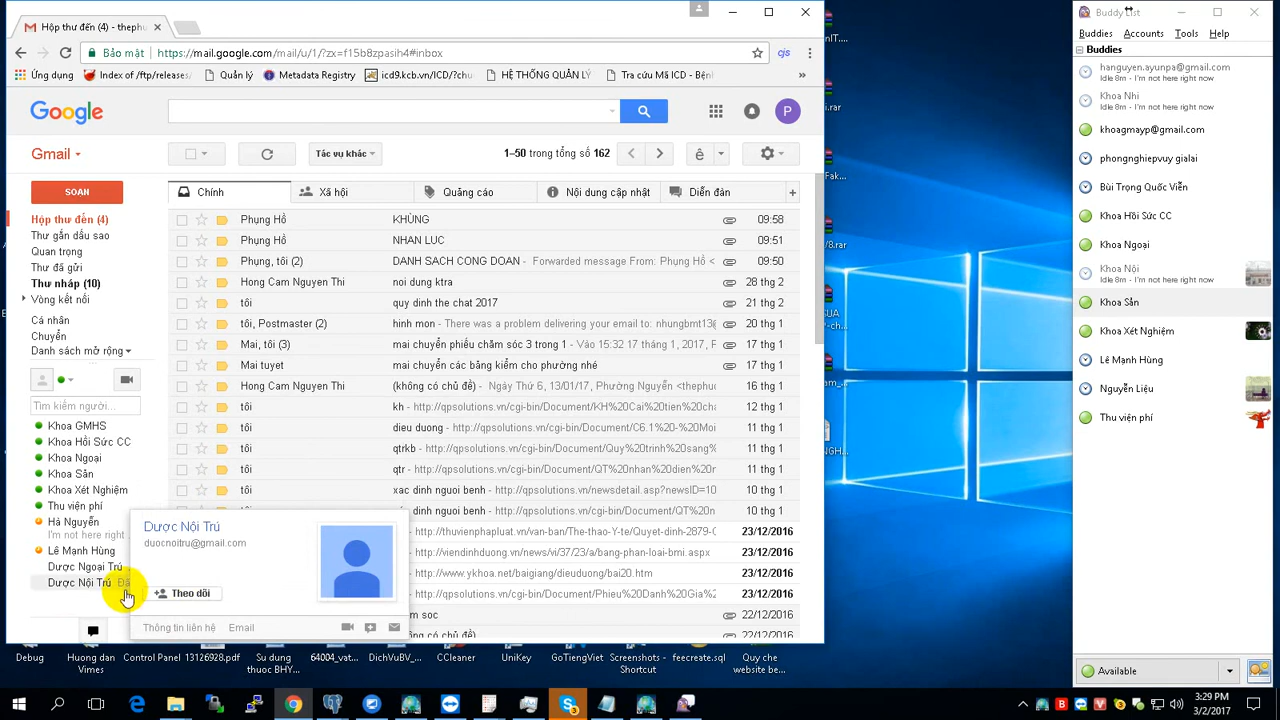 Hộp thư đến (4) - thenu
Bảo mật
https://mail.google.com/mail/u/1/?zx=f15b8zpasih4#inbox
Ứng dụng
Index of /ftp/releases/
Quản lý
Metadata Registry
icd9.kcb.vn/ICD/?chu
HỆ THỐNG QUẢN LÝ
Tra cứu Mã ICD - Bệnh
»
Google
P
Gmail
Tác vụ khác
1–50 trong tổng số 162
SOẠN
Chính
Xã hội
Quảng cáo
Nội dung cập nhật
Diễn đàn
+
Hộp thư đến (4)
Thư gắn dấu sao
Quan trọng
Thư đã gửi
Thư nháp (10)
Vòng kết nối
Cá nhân
Chuyển
Danh sách mở rộng
Tìm kiếm người...
Khoa GMHS
Khoa Hồi Sức CC
Khoa Ngoại
Khoa Sản
Khoa Xét Nghiệm
Thu viện phí
Hà Nguyễn
I'm not here right
Lê Mạnh Hùng
Dược Ngoại Trú
Dược Nội Trú
Phụng Hồ KHÙNG 09:58
Phụng Hồ NHAN LUC 09:51
Phụng, tôi (2) DANH SACH CONG DOAN - Forwarded message From: Phụng Hồ < 09:50
Hong Cam Nguyen Thi noi dung ktra 28 thg 2
tôi quy dinh the chat 2017 21 thg 2
tôi, Postmaster (2) hinh mon - There was a problem delivering your email to: nhungbmt13@ 20 thg 1
Mai, tôi (3) mai chuyển phiếu chăm sóc 3 trong - Vào 15:32 17 tháng 1, 2017, 17 thg 1
Mai tuyet mai chuyển các bảng kiểm cho phường nhé 17 thg 1
Hong Cam Nguyen Thi (không có chủ đề) - Ngày Thứ 6, 13/01/17, Phường Nguyễn <thephu 16 thg 1
tôi kh - http://qpsolutions.vn/cgi-bin/Document/KH%20Cai%20tien%20cha 12 thg 1
tôi dieu duong - http://qpsolutions.vn/cgi-bin/Document/C6.1%20-%20Mo 10 thg 1
tôi qtrkb - http://qpsolutions.vn/cgi-bin/Document/Quy%20trinh%20sang% 10 thg 1
tôi qtr - http://qpsolutions.vn/cgi-bin/Document/QT%20nhan%20dien% 10 thg 1
tôi xac dinh nguoi benh - http://qpsolutions.vn/newsdetail.asp?newsID=10 10 thg 1
http://qpsolutions.vn/cgi-bin/Document/QT 10 thg 1
http://thuvienphapluat.vn/van-ban/The-thao-Y-te/Quyet-dinh-2879-Q 23/12/2016
http://viendinhduong.vn/news/vi/37/23/a/bang-phan-loai-bmi.aspx 23/12/2016
http://www.ykhoa.net/baigiang/dieuduong/bai20.htm 23/12/2016
http://qpsolutions.vn/cgi-bin/Document/Phieu%20Danh%20Gia% 23/12/2016
soc 22/12/2016
có chủ đề) 22/12/2016
Dược Nội Trú
duocnoitru@gmail.com
Theo dõi
Thông tin liên hệ Email
Buddy List
Buddies Accounts Tools Help
Buddies
hanguyen.ayunpa@gmail.com
Idle 8m - I'm not here right now
Khoa Nhi
Idle 8m - I'm not here right now
khoagmayp@gmail.com
phongnghiepvuy gialai
Bùi Trọng Quốc Viễn
Khoa Hồi Sức CC
Khoa Ngoại
Khoa Nội
Idle 8m - I'm not here right now
Khoa Sản
Khoa Xét Nghiệm
Lê Mạnh Hùng
Nguyễn Liệu
Thu viện phí
Available
Debug
Huong dan Vimes
Control Panel
13126928.pdf
Su dung thuoc
64004_vat...
DichVuBV...
CCleaner
UniKey
GoTiengViet
Screenshots - Shortcut
feecreate.sql
Quy che website be...
3:29 PM
3/2/2017